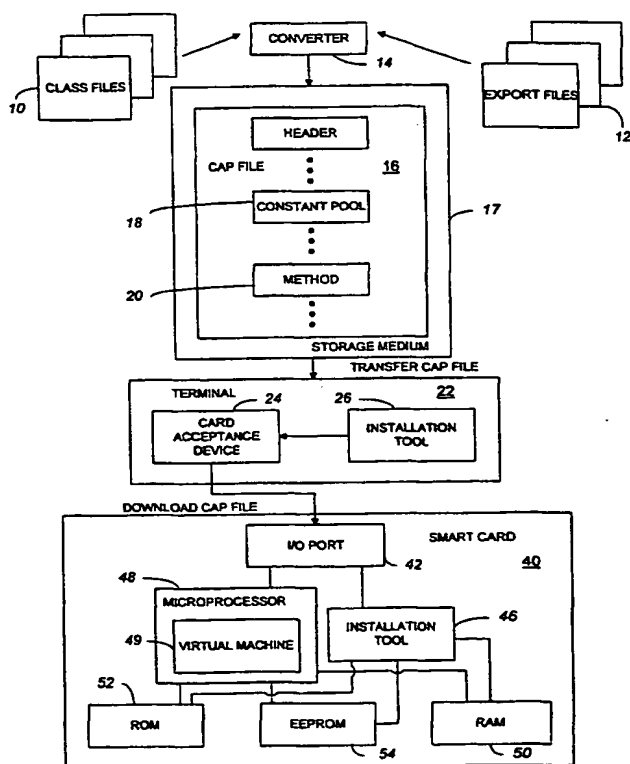 CONVERTER
14
CLASS FILES
10
EXPORT FILES
12
HEADER
CAP FILE
16
18
CONSTANT POOL
17
20
METHOD
STORAGE MEDIUM
TRANSFER CAP FILE
TERMINAL
24
26
22
CARD
ACCEPTANCE
DEVICE
INSTALLATION
TOOL
DOWNLOAD CAP FILE
I/O PORT
SMART CARD
42
40
48
MICROPROCESSOR
46
49
VIRTUAL MACHINE
INSTALLATION
TOOL
52
ROM
EEPROM
RAM
54
50